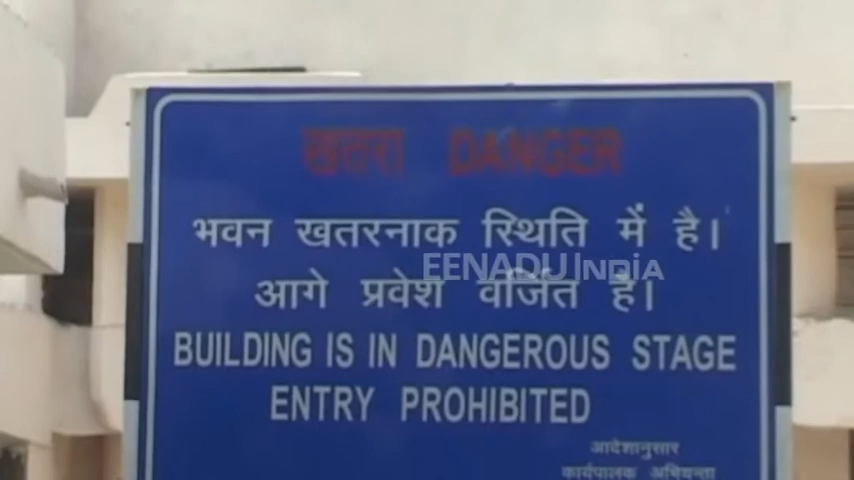 खतरा DANGER
भवन खतरनाक स्थिति में है।
EENADU INDIA
आगे प्रवेश वर्जित है।
BUILDING IS IN DANGEROUS STAGE
ENTRY PROHIBITED
आदेशानुसार
कार्यपालक अभियन्ता